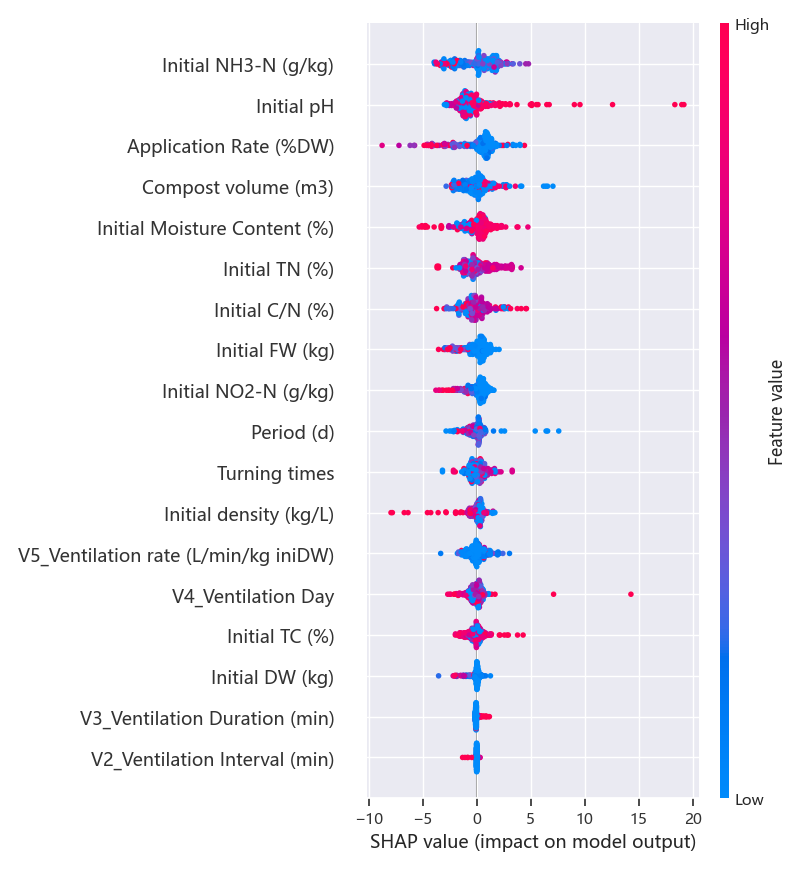 High
Initial NH3-N (g/kg)
Initial pH
Application Rate (%DW)
Compost volume (m3)
Initial Moisture Content (%)
Initial TN (%)
Initial C/N (%)
Initial FW (kg)
Initial NO2-N (g/kg)
Period (d)
Turning times
Initial density (kg/L)
V5_Ventilation rate (L/min/kg iniDW)
V4_Ventilation Day
Initial TC (%)
Initial DW (kg)
V3_Ventilation Duration (min)
V2_Ventilation Interval (min)
Feature value
Low
−10 −5 0 5 10 15 20
SHAP value (impact on model output)